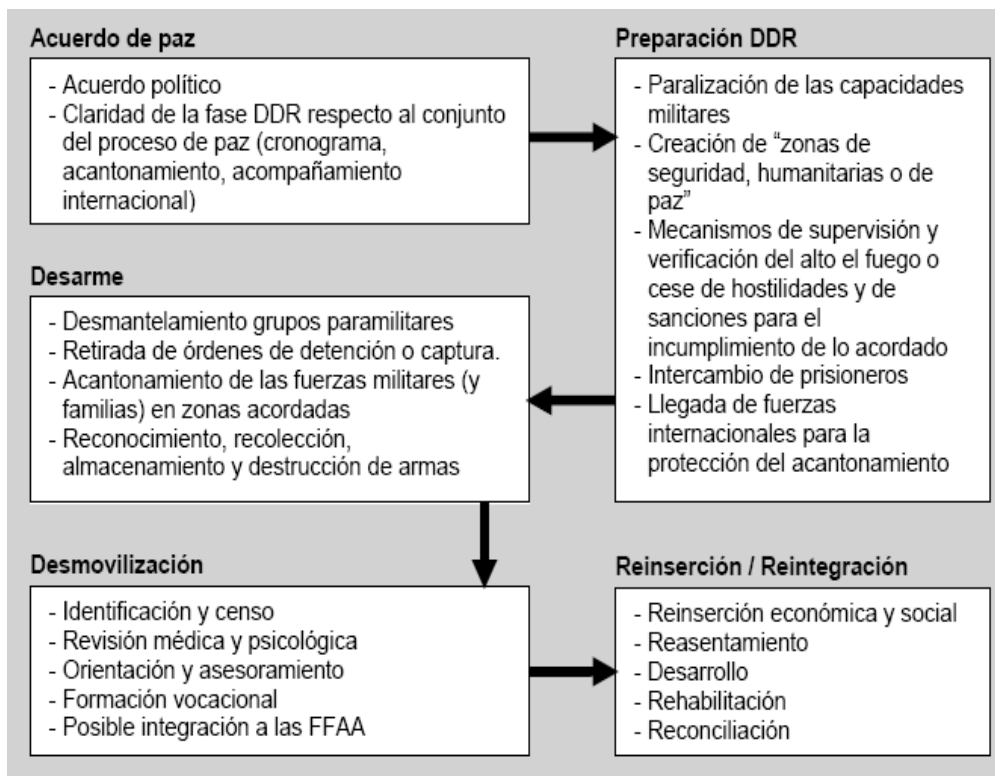 Acuerdo de paz
- Acuerdo político
- Claridad de la fase DDR respecto al conjunto
del proceso de paz (cronograma,
acantonamiento, acompañamiento
internacional)
Preparación DDR
- Paralización de las capacidades
militares
- Creación de “zonas de
seguridad, humanitarias o de
paz”
- Mecanismos de supervisión y
verificación del alto el fuego o
cese de hostilidades y de
sanciones para el
incumplimiento de lo acordado
- Intercambio de prisioneros
- Llegada de fuerzas
internacionales para la
protección del acantonamiento
Desarme
- Desmantelamiento grupos paramilitares
- Retirada de órdenes de detención o captura.
- Acantonamiento de las fuerzas militares (y
familias) en zonas acordadas
- Reconocimiento, recolección,
almacenamiento y destrucción de armas
Desmovilización
- Identificación y censo
- Revisión médica y psicológica
- Orientación y asesoramiento
- Formación vocacional
- Posible integración a las FFAA
Reinserción / Reintegración
- Reinserción económica y social
- Reasentamiento
- Desarrollo
- Rehabilitación
- Reconciliación